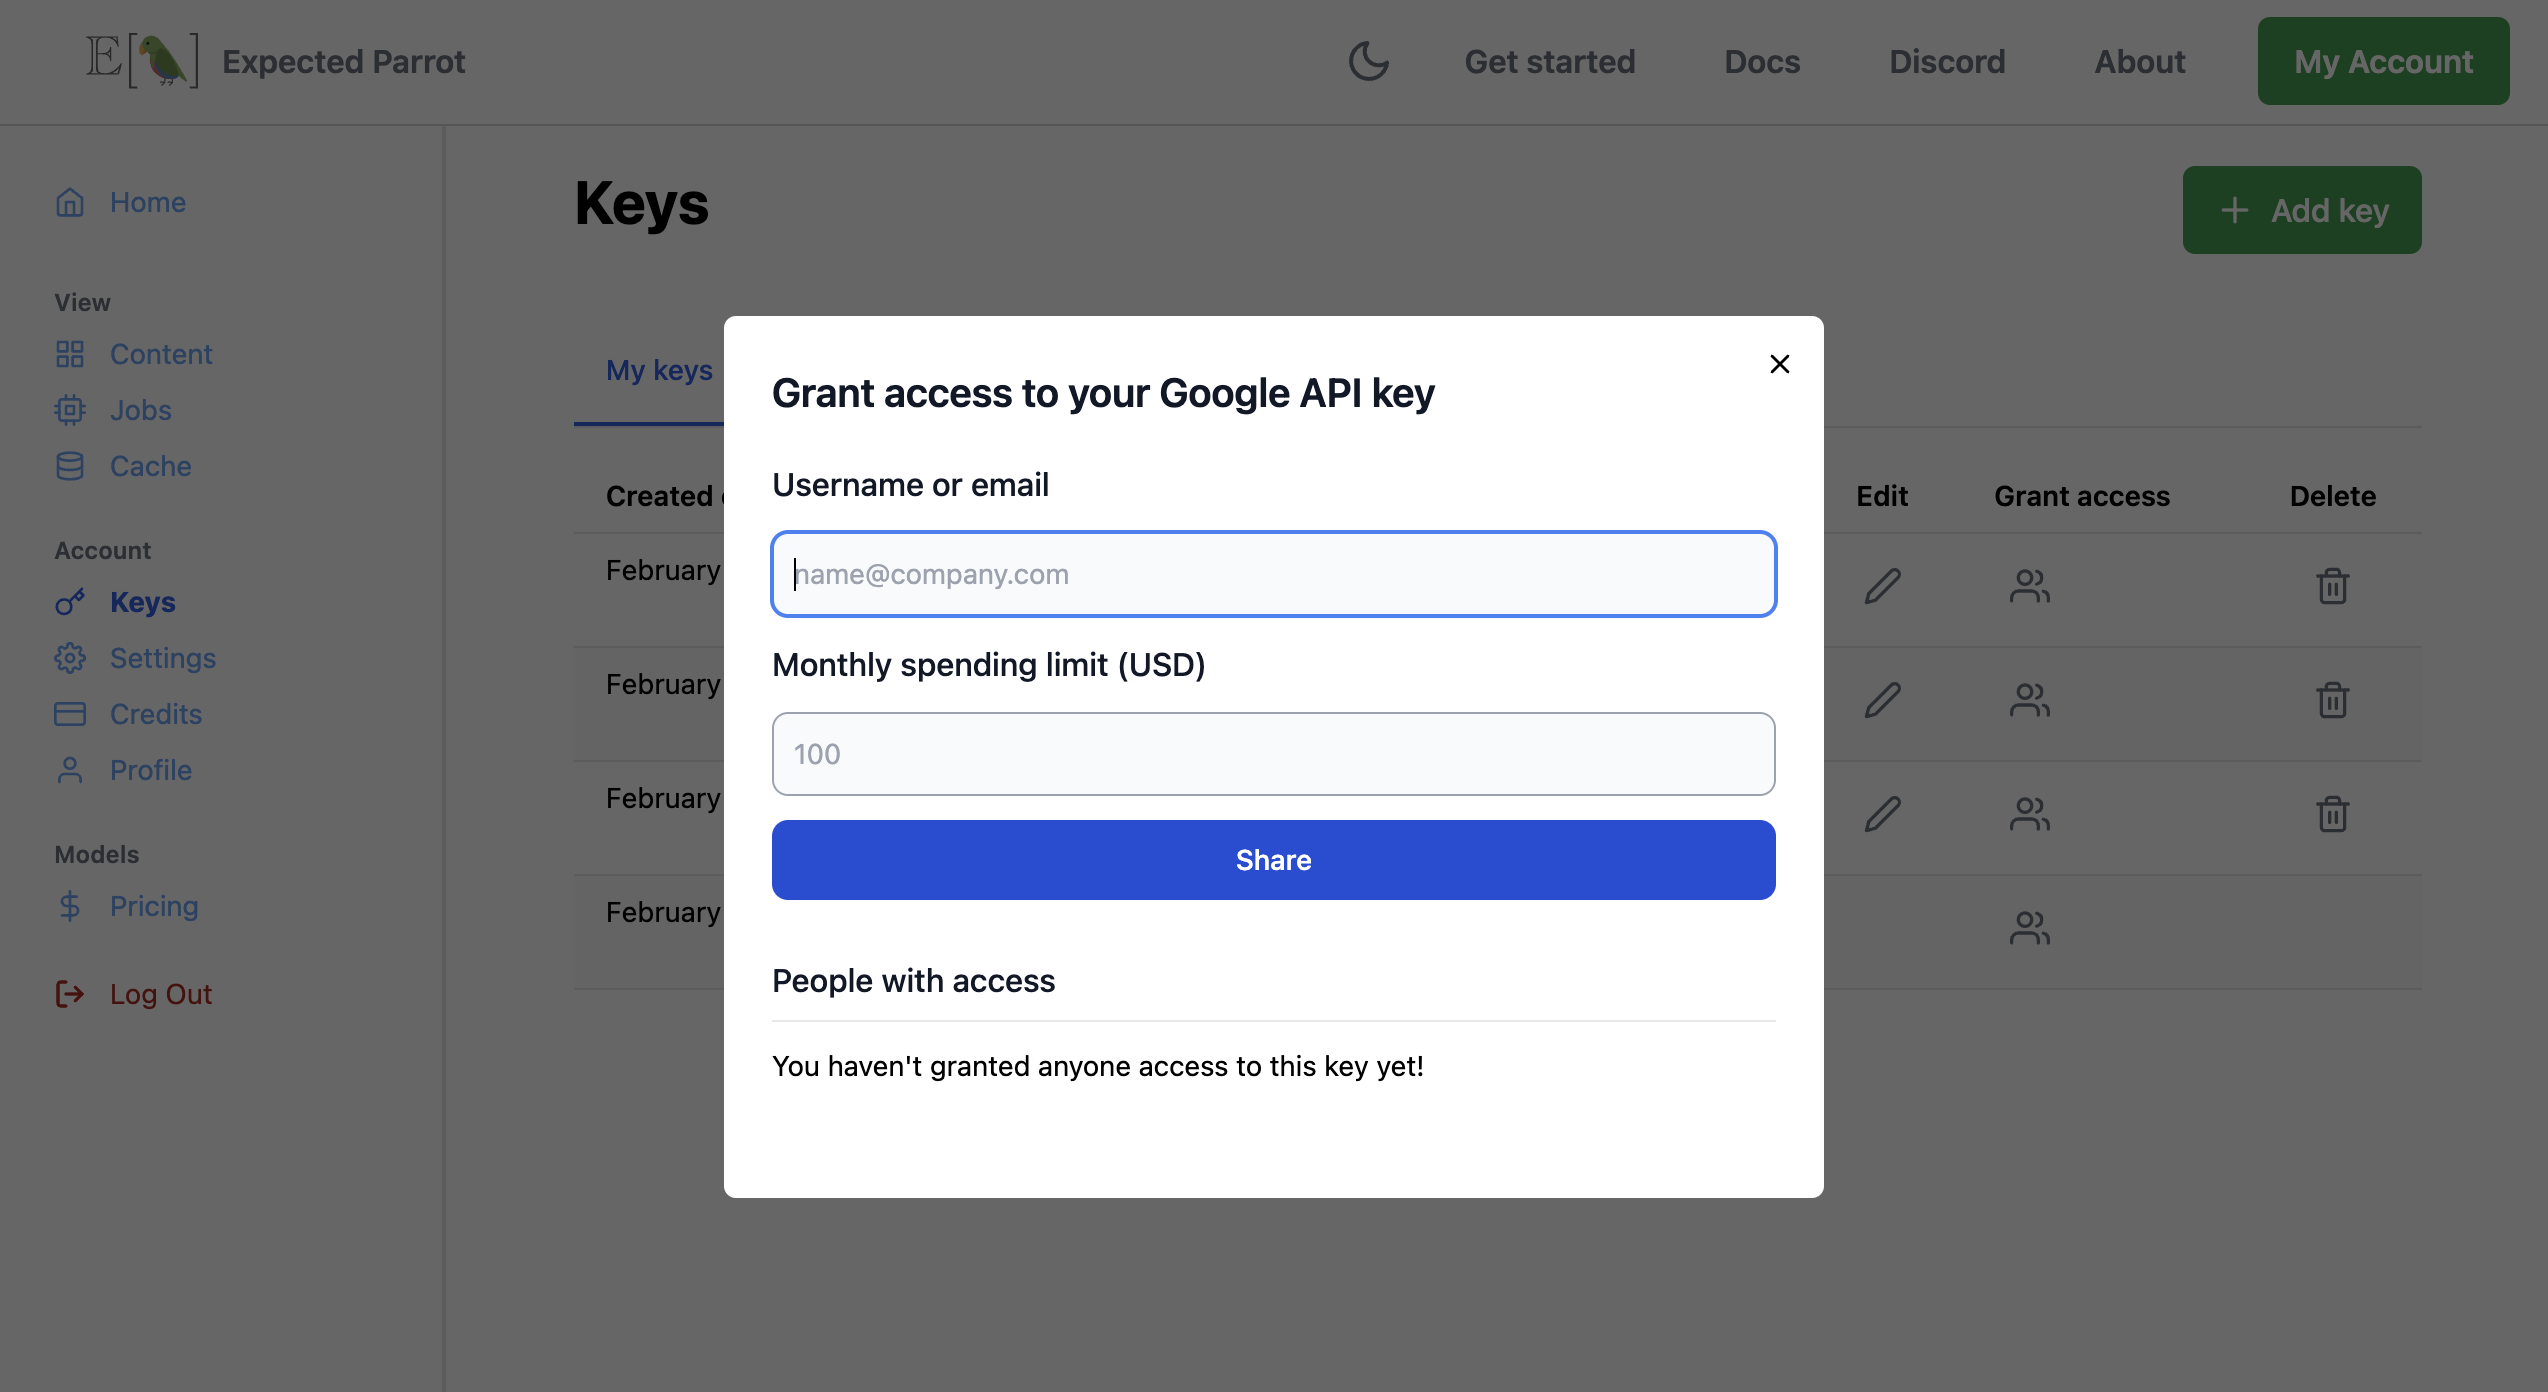 E[ ] Expected Parrot
Get started
Docs
Discord
About
My Account
Home
View
Content
Jobs
Cache
Account
Keys
Settings
Credits
Profile
Models
Pricing
Log Out
Keys
+ Add key
My keys
Created
Edit
Grant access
Delete
February
February
February
February
Grant access to your Google API key
Username or email
name@company.com
Monthly spending limit (USD)
100
Share
People with access
You haven't granted anyone access to this key yet!